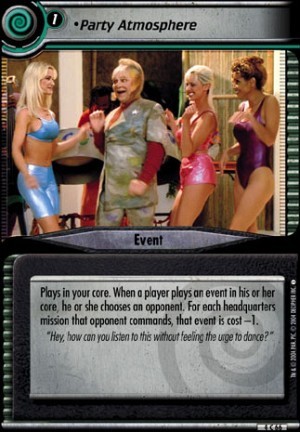 1
•Party Atmosphere
Event
Plays in your core. When a player plays an event in his or her
core, he or she chooses an opponent. For each headquarters
mission that opponent commands, that event is cost –1.
"Hey, how can you listen to this without feeling the urge to dance?"